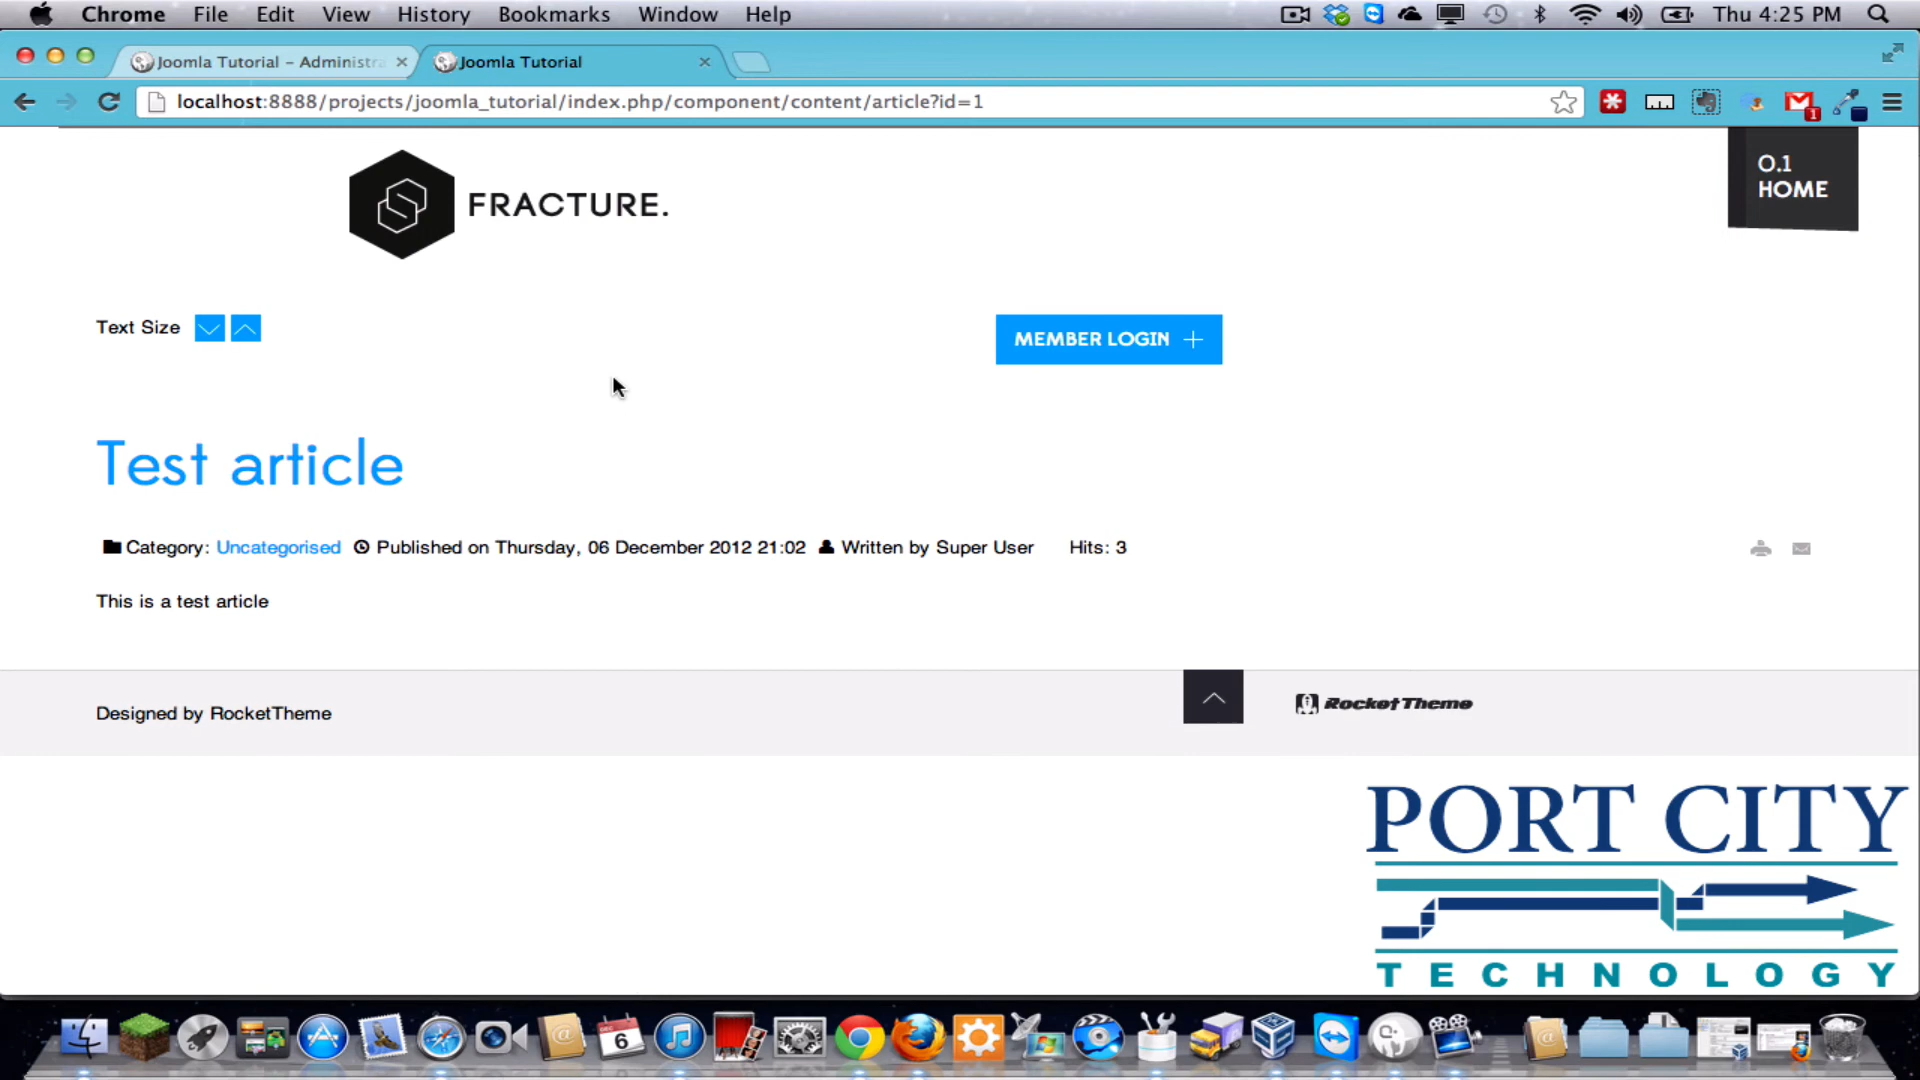 Chrome File Edit View History Bookmarks Window Help Thu 4:25 PM
Joomla Tutorial - Administra Joomla Tutorial
localhost:8888/projects/joomla_tutorial/index.php/component/content/article?id=1
1
FRACTURE.
0.1
HOME
Text Size
MEMBER LOGIN
Test article
Category: Uncategorised Published on Thursday, 06 December 2012 21:02 Written by Super User Hits: 3
This is a test article
Designed by RocketTheme
RocketTheme
PORT CITY
TECHNOLOGY
DEC
6